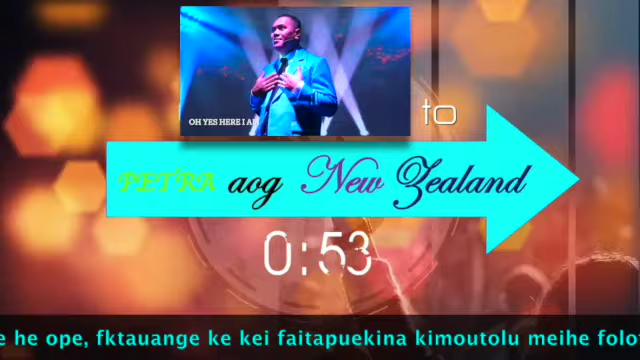 OH YES HERE I AM
to
PETRA aog New Zealand
0:53
e he ope, fktauange ke kei faitapuekina kimoutolu meihe folo